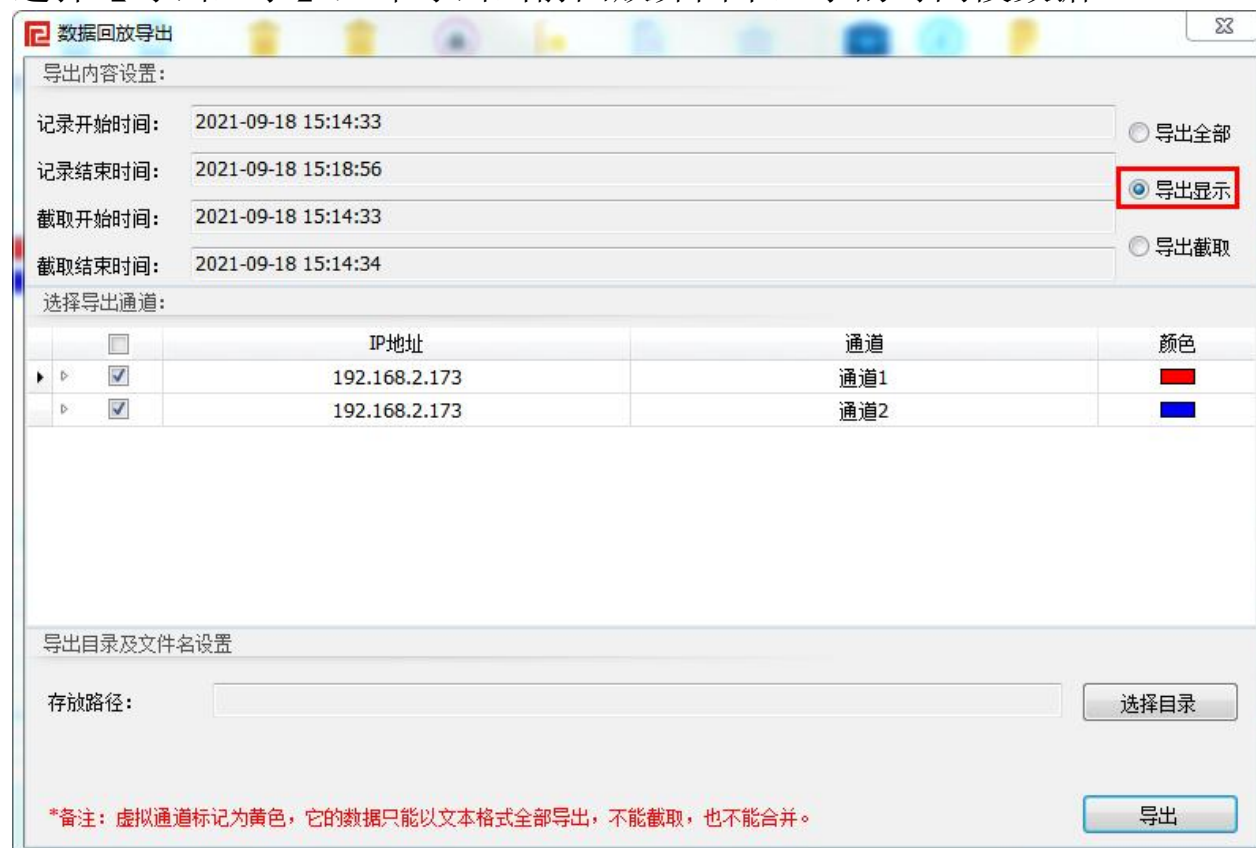 数据回放导出
导出内容设置:
记录开始时间: 2021-09-18 15:14:33
导出全部
记录结束时间: 2021-09-18 15:18:56
导出显示
截取开始时间: 2021-09-18 15:14:33
导出截取
截取结束时间: 2021-09-18 15:14:34
选择导出通道:
IP地址 通道 颜色
192.168.2.173 通道1
192.168.2.173 通道2
导出目录及文件名设置
存放路径: 选择目录
*备注：虚拟通道标记为黄色，它的数据只能以文本格式全部导出，不能截取，也不能合并。
导出